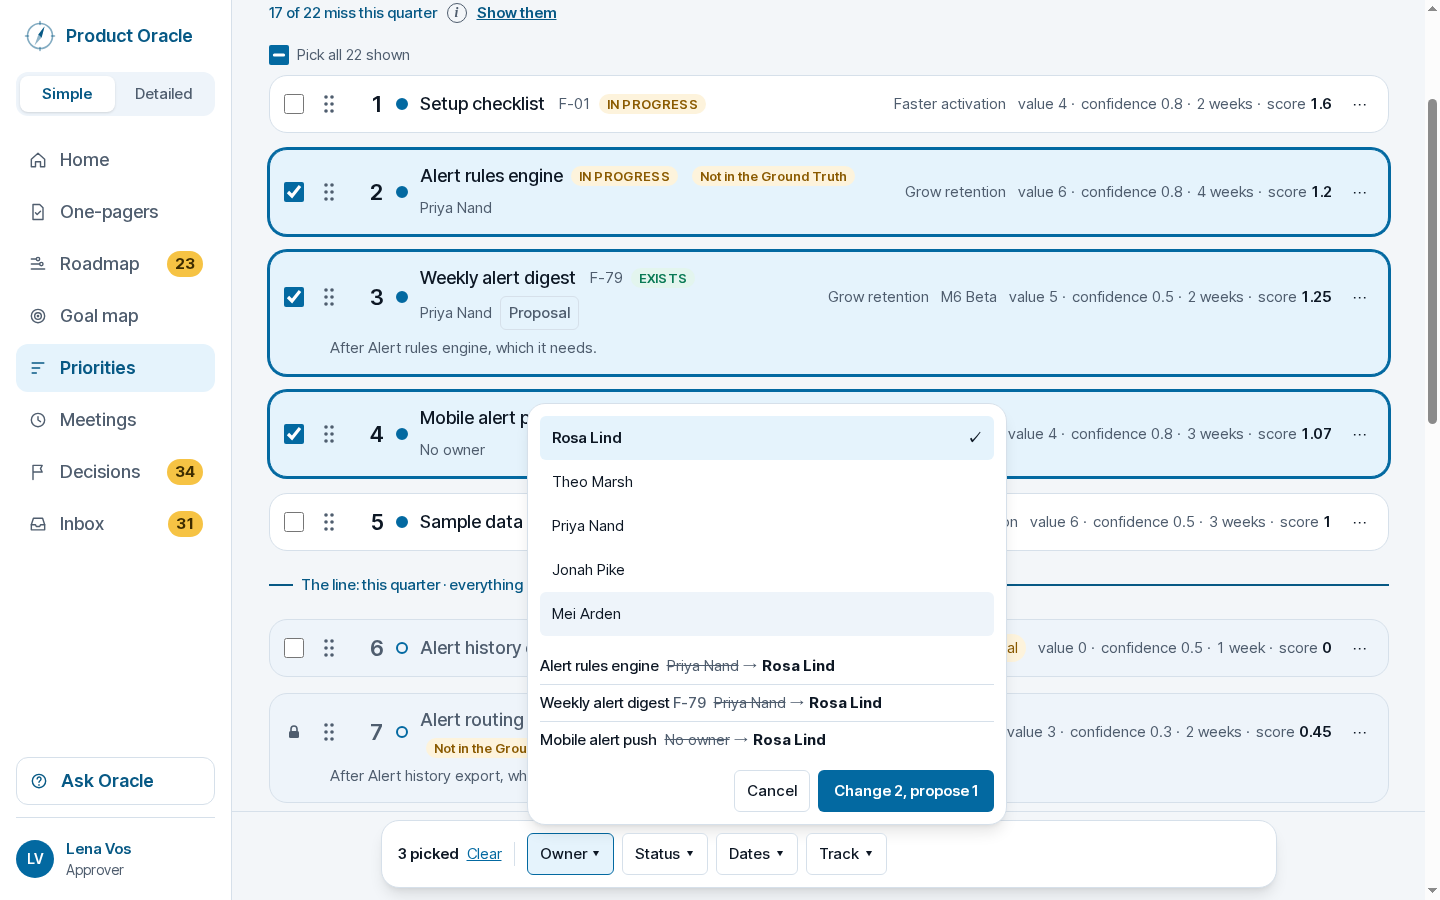 Product Oracle
Simple
Detailed
Home
One-pagers
Roadmap 23
Goal map
Priorities
Meetings
Decisions 34
Inbox 31
Ask Oracle
LV
Lena Vos
Approver
17 of 22 miss this quarter i Show them
Pick all 22 shown
1 Setup checklist F-01 IN PROGRESS Faster activation value 4 · confidence 0.8 · 2 weeks · score 1.6 ...
2 Alert rules engine IN PROGRESS Not in the Ground Truth
Priya Nand
Grow retention value 6 · confidence 0.8 · 4 weeks · score 1.2 ...
3 Weekly alert digest F-79 EXISTS
Priya Nand Proposal
Grow retention M6 Beta value 5 · confidence 0.5 · 2 weeks · score 1.25 ...
After Alert rules engine, which it needs.
4 Mobile alert p
No owner
value 4 · confidence 0.8 · 3 weeks · score 1.07 ...
5 Sample data
on value 6 · confidence 0.5 · 3 weeks · score 1 ...
The line: this quarter · everything
6 Alert history
al value 0 · confidence 0.5 · 1 week · score 0 ...
7 Alert routing
Not in the Grou
value 3 · confidence 0.3 · 2 weeks · score 0.45 ...
After Alert history export, wh
Rosa Lind ✓
Theo Marsh
Priya Nand
Jonah Pike
Mei Arden
Alert rules engine Priya Nand → Rosa Lind
Weekly alert digest F-79 Priya Nand → Rosa Lind
Mobile alert push No owner → Rosa Lind
Cancel
Change 2, propose 1
3 picked Clear Owner ▾ Status ▾ Dates ▾ Track ▾